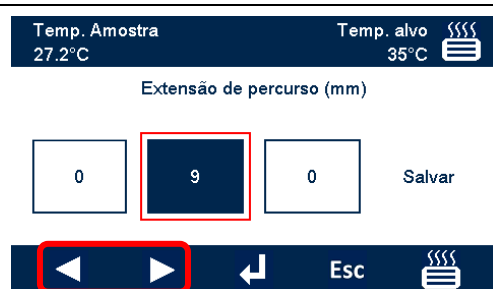 Temp. Amostra Temp. alvo
27.2°C 35°C
Extensão de percurso (mm)
0 9 0 Salvar
Esc